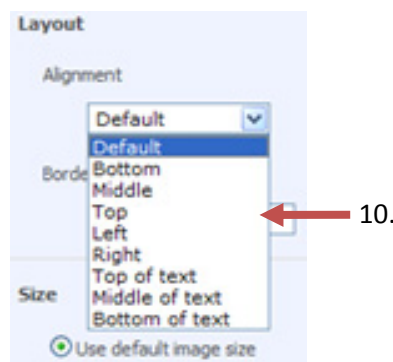 Layout
Alignment
Default
Default
Bottom
Borde
Middle
Top
10.
Left
Right
Top of text
Size
Middle of text
Bottom of text
Use default image size